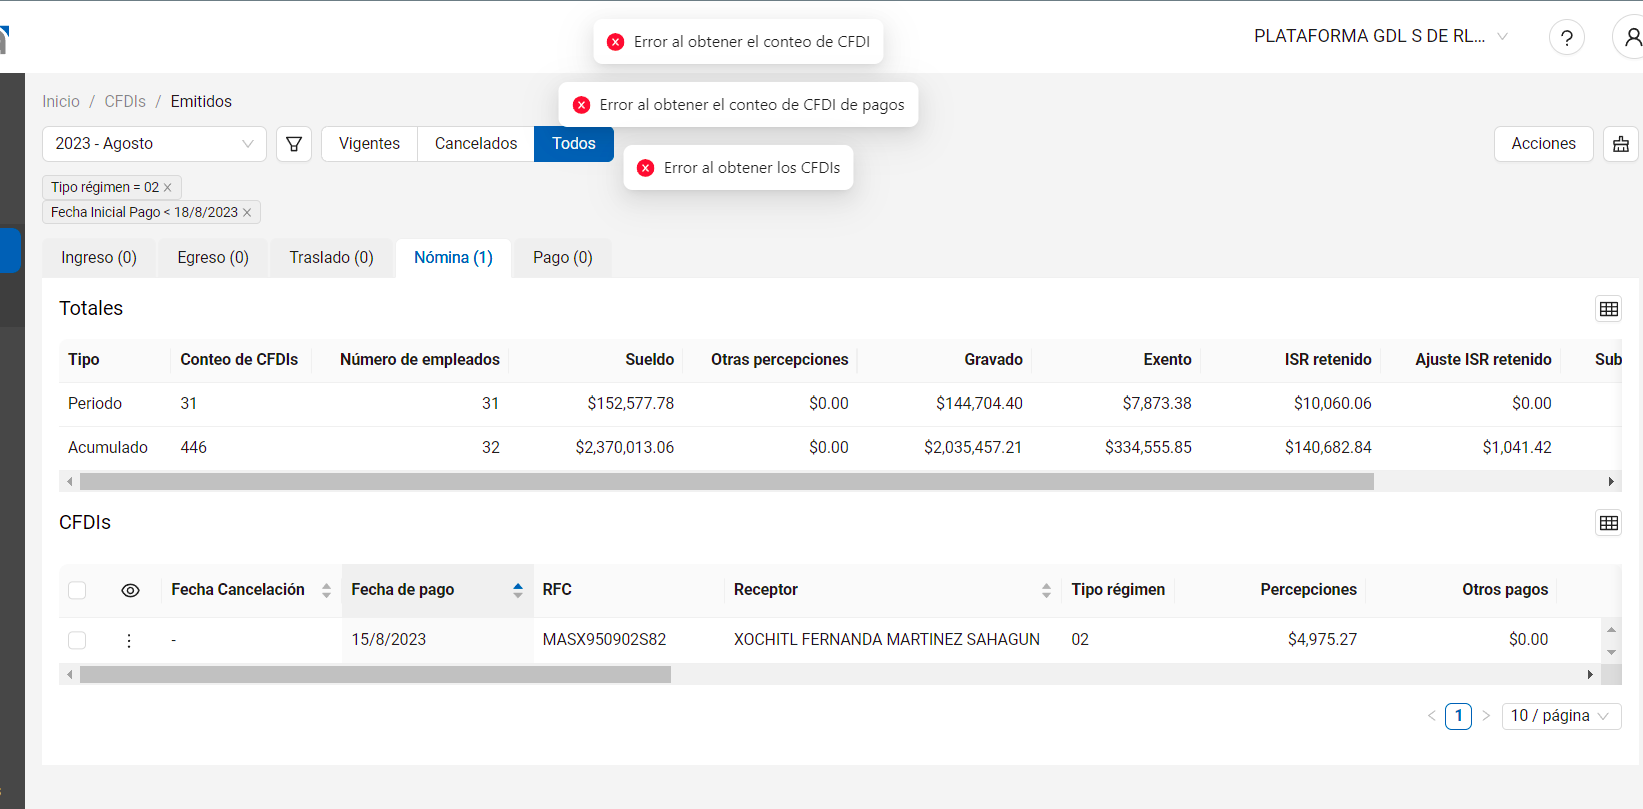 Error al obtener el conteo de CFDI
PLATAFORMA GDL S DE RL...
?
Inicio / CFDIs / Emitidos
Error al obtener el conteo de CFDI de pagos
2023 - Agosto
Vigentes
Cancelados
Todos
Acciones
Error al obtener los CFDIs
Tipo régimen = 02
Fecha Inicial Pago < 18/8/2023
Ingreso (0)
Egreso (0)
Traslado (0)
Nómina (1)
Pago (0)
Totales
Tipo Conteo de CFDIs Número de empleados Sueldo Otras percepciones Gravado Exento ISR retenido Ajuste ISR retenido Sub
Periodo 31 31 $152,577.78 $0.00 $144,704.40 $7,873.38 $10,060.06 $0.00
Acumulado 446 32 $2,370,013.06 $0.00 $2,035,457.21 $334,555.85 $140,682.84 $1,041.42
CFDIs
Fecha Cancelación Fecha de pago RFC Receptor Tipo régimen Percepciones Otros pagos
- 15/8/2023 MASX950902S82 XOCHITL FERNANDA MARTINEZ SAHAGUN 02 $4,975.27 $0.00
< 1 > 10 / página